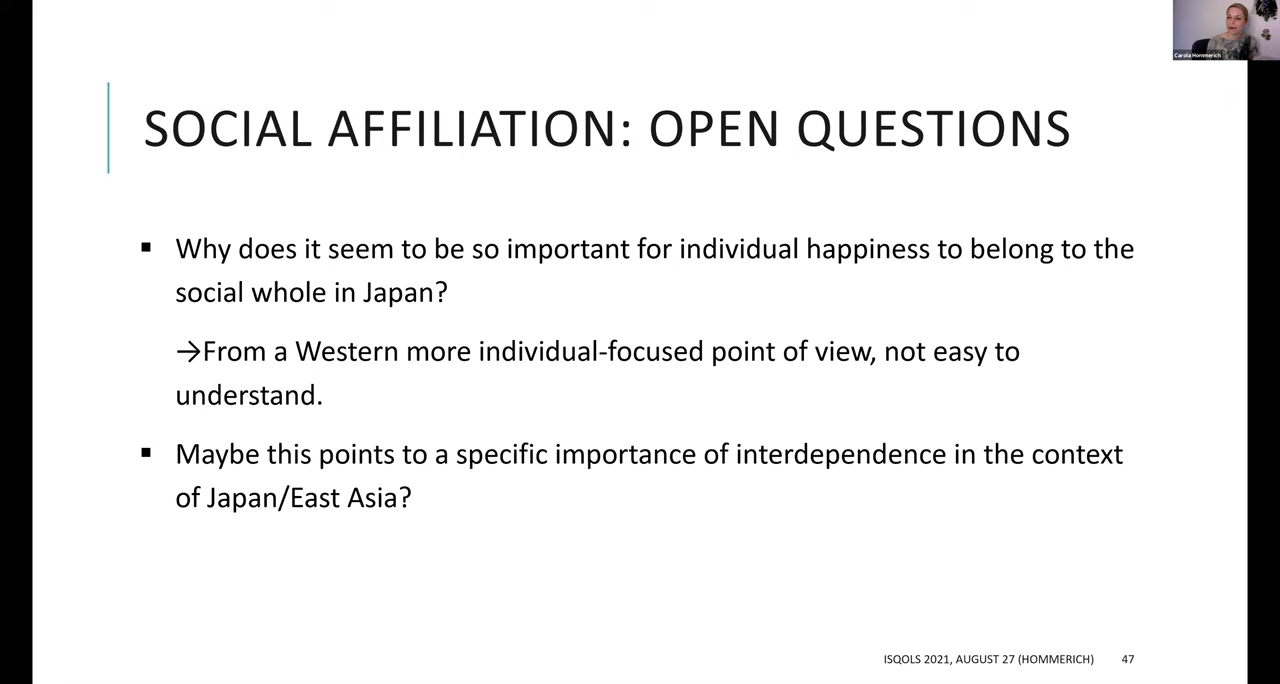 Carola Hommerich
SOCIAL AFFILIATION: OPEN QUESTIONS
▪ Why does it seem to be so important for individual happiness to belong to the
social whole in Japan?
→From a Western more individual-focused point of view, not easy to
understand.
▪ Maybe this points to a specific importance of interdependence in the context
of Japan/East Asia?
ISQOLS 2021, AUGUST 27 (HOMMERICH) 47